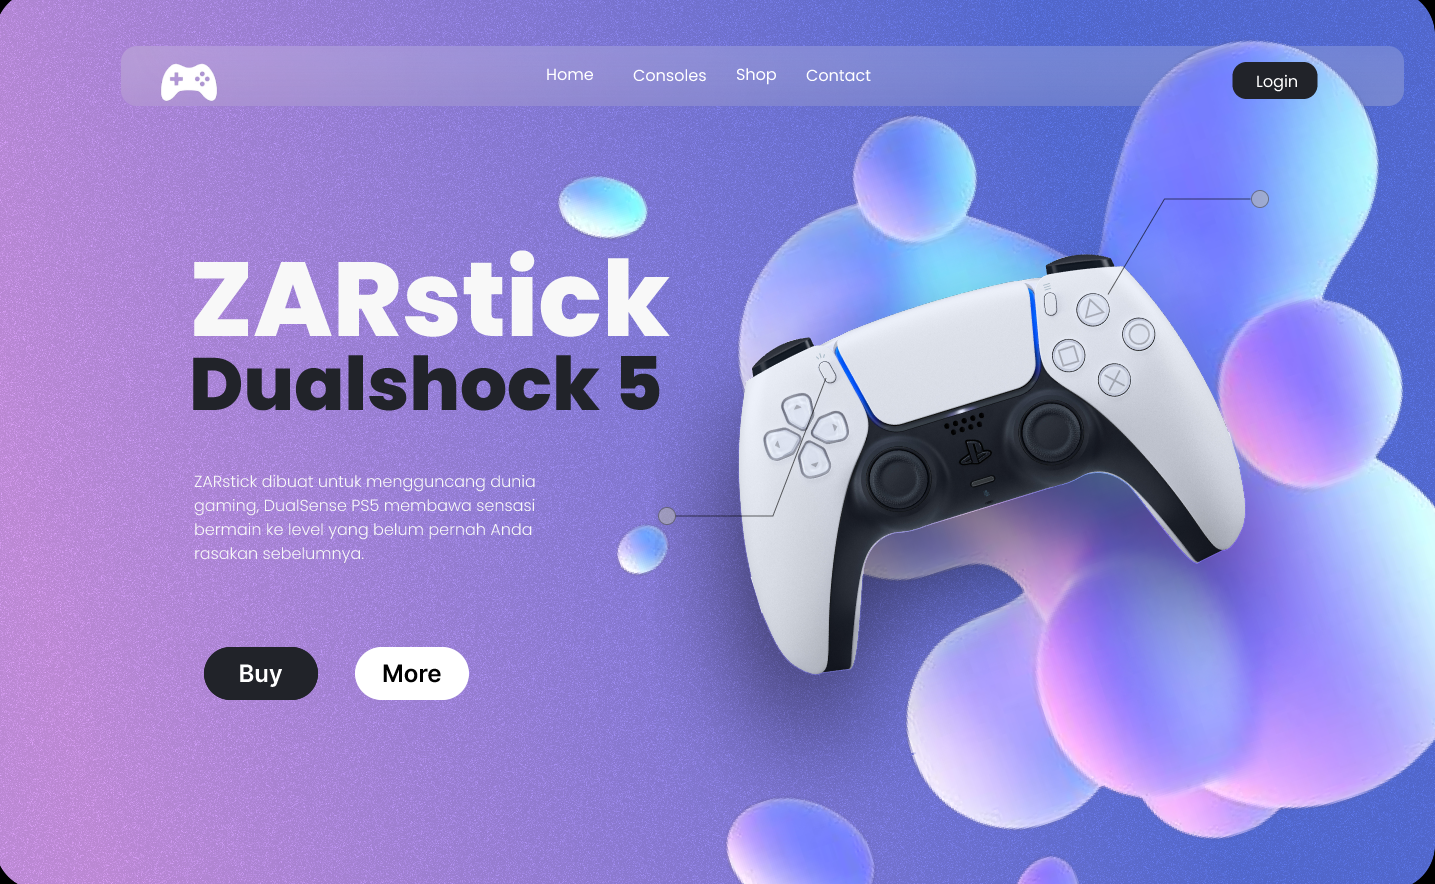 Home Consoles Shop Contact
Login
ZARstick
Dualshock 5
ZARstick dibuat untuk mengguncang dunia
gaming, DualSense PS5 membawa sensasi
bermain ke level yang belum pernah Anda
rasakan sebelumnya.
Buy More